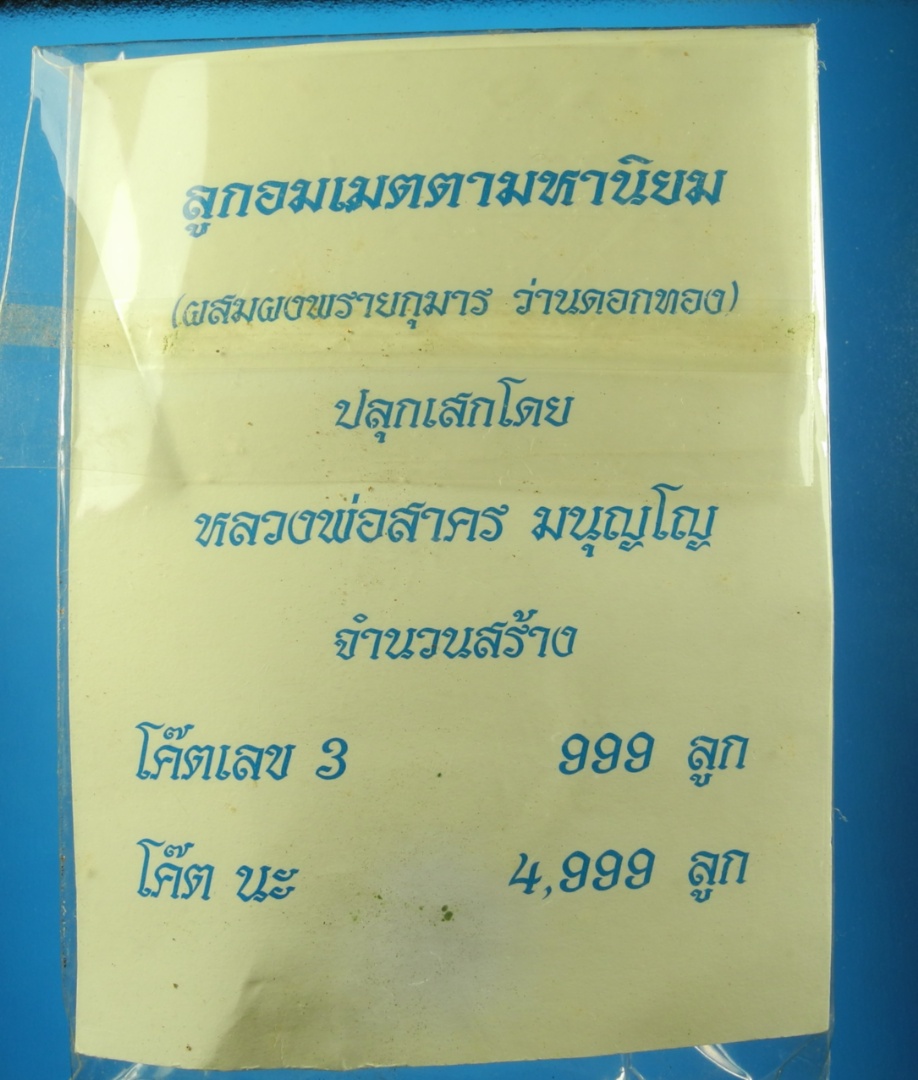 ลูกอมเมตตามหานิยม
(ผสมผงพรายกุมาร ว่านดอกทอง)
ปลุกเสกโดย
หลวงพ่อสาคร มนุญโญ
จำนวนสร้าง
โค๊ตเลข 3 999 ลูก
โค๊ต นะ 4,999 ลูก